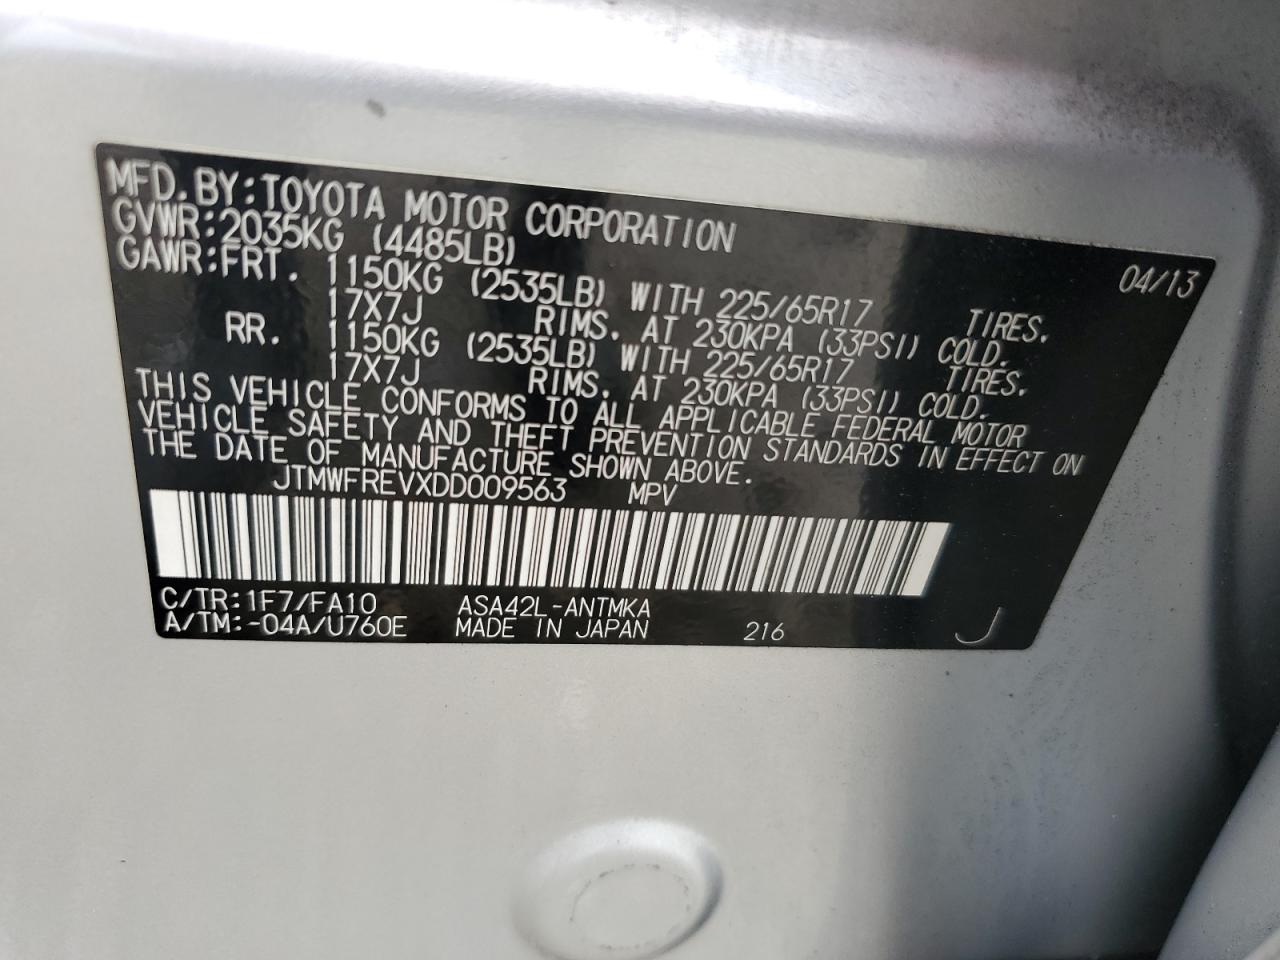 MFD. BY: TOYOTA MOTOR CORPORATION 04/13
GVWR: 2035KG (4485LB)
GAWR: FRT. 1150KG (2535LB) WITH 225/65R17 TIRES.
17X7J RIMS. AT 230KPA (33PSI) COLD.
RR. 1150KG (2535LB) WITH 225/65R17 TIRES.
17X7J RIMS. AT 230KPA (33PSI) COLD.
THIS VEHICLE CONFORMS TO ALL APPLICABLE FEDERAL MOTOR
VEHICLE SAFETY AND THEFT PREVENTION STANDARDS IN EFFECT ON
THE DATE OF MANUFACTURE SHOWN ABOVE.
JTMWFREVXDD009563 MPV
C/TR: 1F7/FA10 ASA42L-ANTMKA
A/TM: -04A/U760E MADE IN JAPAN 216 J